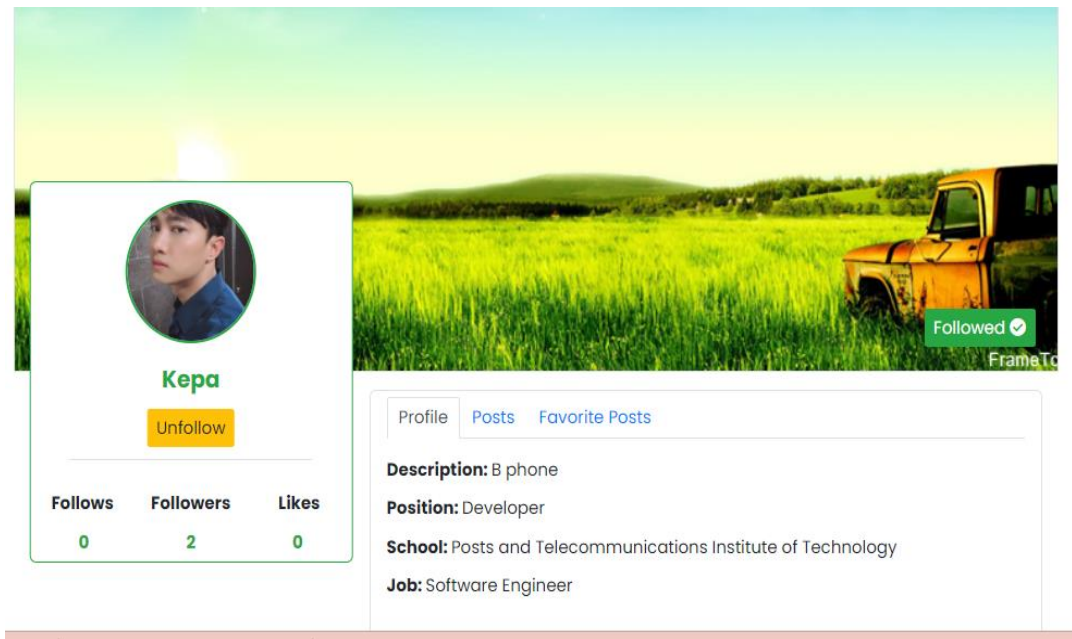 Followed
FrameTo
Kepa
Unfollow
Follows Followers Likes
0 2 0
Profile Posts Favorite Posts
Description: B phone
Position: Developer
School: Posts and Telecommunications Institute of Technology
Job: Software Engineer